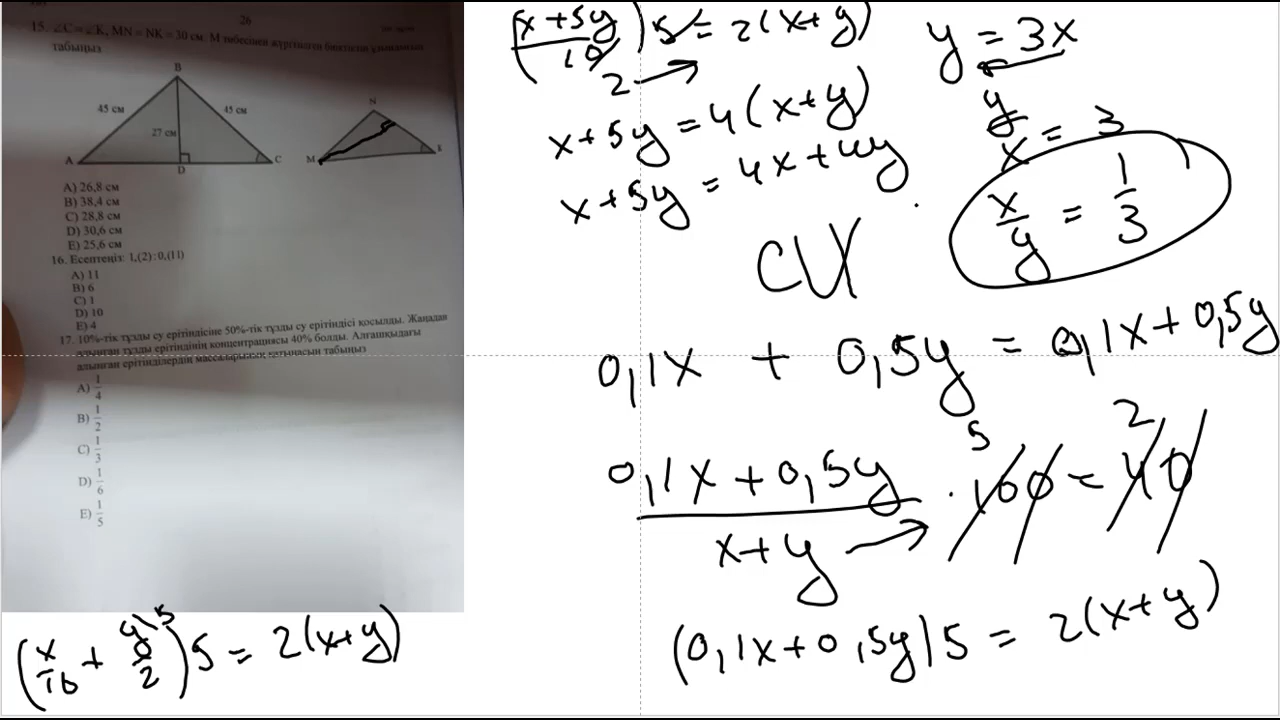 26
15. ∠C = ∠K, MN = NK = 30 см. M төбесінен жүргізілген биіктіктің ұзындығын
табыңыз
B
45 см
45 см
27 см
A
D
C
N
M
K
A) 26,8 см
B) 38,4 см
C) 28,8 см
D) 30,6 см
E) 25,6 см
16. Есептеңіз: 1,(2) : 0,(11)
A) 11
B) 6
C) 1
D) 10
E) 4
17. 10%-тік тұзды су ерітіндісіне 50%-тік тұзды су ерітіндісі қосылды. Жаңадан
алынған тұзды ерітіндінің концентрациясы 40% болды. Алғашқыдағы
алынған ерітінділердің массаларының қатынасын табыңыз
A) 1/4
B) 1/2
C) 1/3
D) 1/6
E) 1/5
(x/10 + y\5/2) 5 = 2(x+y)
(x+5y/10) 5 = 2(x+y)
2
x+5y = 4(x+y)
x+5y = 4x+4y
y = 3x
y/x = 3
x/y = 1/3
0,1x + 0,5y = 0,1x + 0,5y
5 2
0,1x + 0,5y/x+y · 100 = 40
(0,1x+0,5y) 5 = 2(x+y)